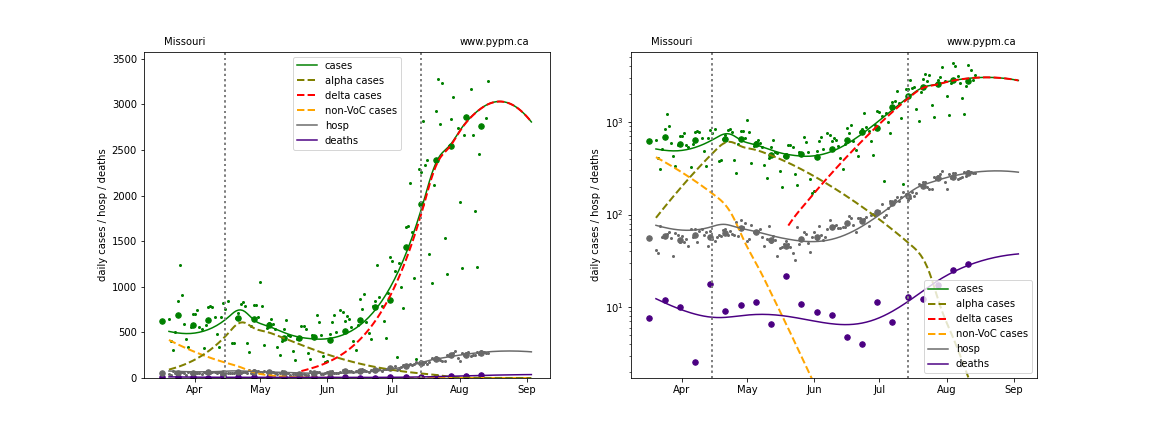 Missouri www.pypm.ca
3500
3000
2500
2000
1500
1000
500
0
daily cases / hosp / deaths
cases
alpha cases
delta cases
non-VoC cases
hosp
deaths
Apr May Jun Jul Aug Sep
Missouri www.pypm.ca
10³
10²
10¹
daily cases / hosp / deaths
cases
alpha cases
delta cases
non-VoC cases
hosp
deaths
Apr May Jun Jul Aug Sep